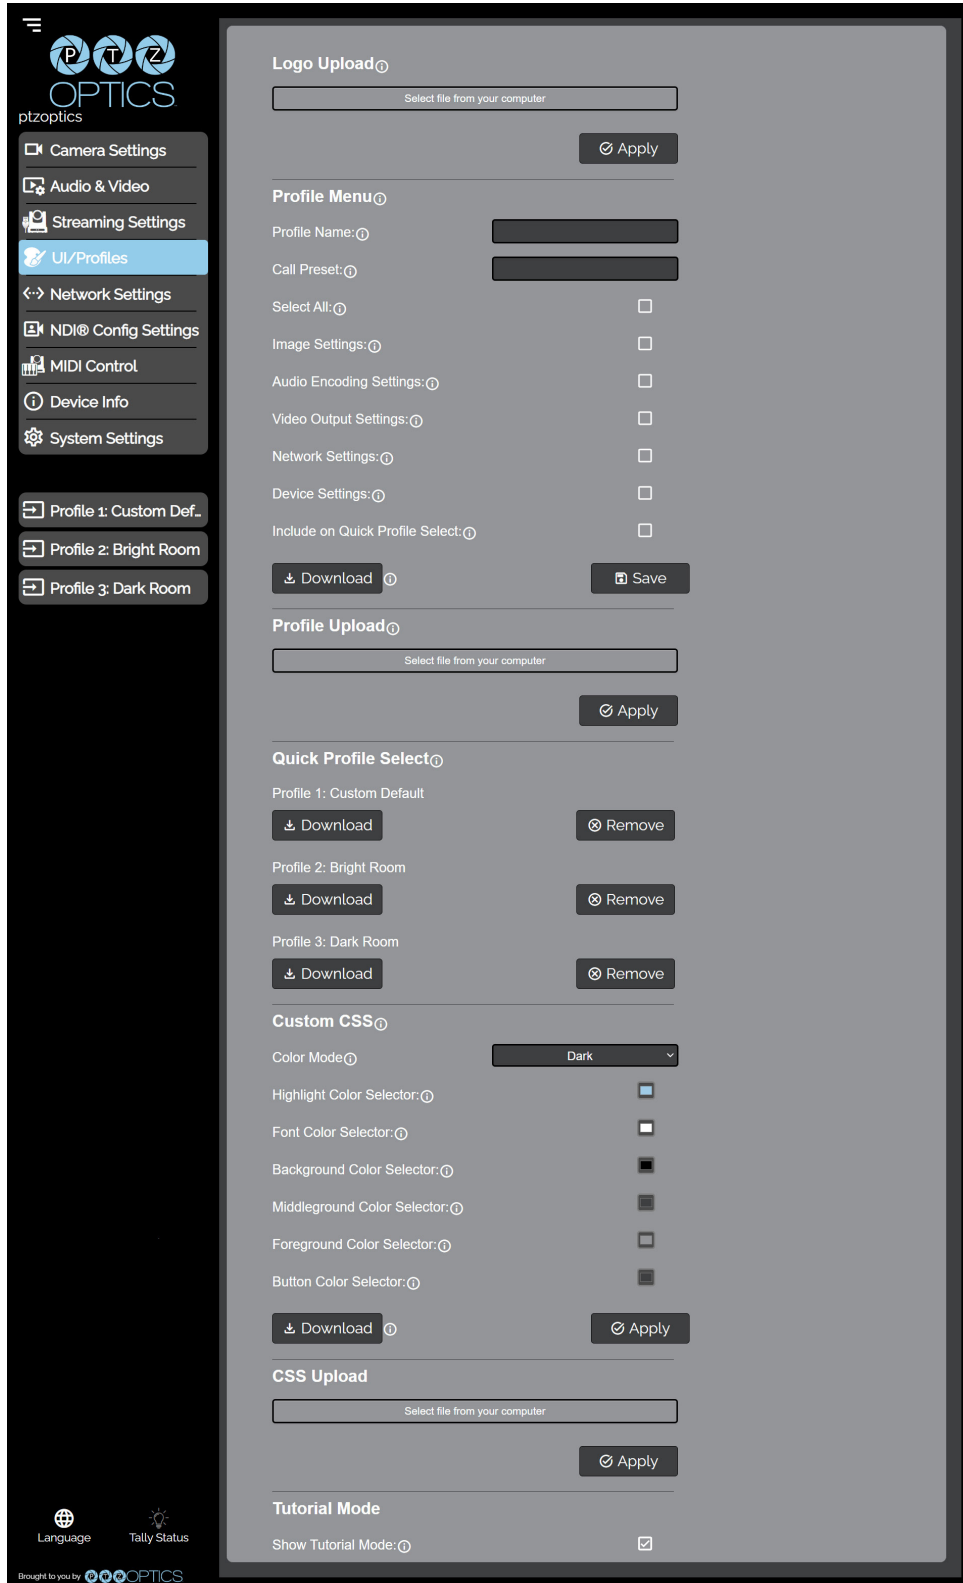 PTZ
OPTICS
ptzoptics
Camera Settings
Audio & Video
Streaming Settings
UI/Profiles
Network Settings
NDI® Config Settings
MIDI Control
Device Info
System Settings
Profile 1: Custom Def...
Profile 2: Bright Room
Profile 3: Dark Room
Language
Tally Status
Brought to you by PTZOPTICS
Logo Upload
Select file from your computer
Apply
Profile Menu
Profile Name:
Call Preset:
Select All:
Image Settings:
Audio Encoding Settings:
Video Output Settings:
Network Settings:
Device Settings:
Include on Quick Profile Select:
Download
Save
Profile Upload
Select file from your computer
Apply
Quick Profile Select
Profile 1: Custom Default
Download
Remove
Profile 2: Bright Room
Download
Remove
Profile 3: Dark Room
Download
Remove
Custom CSS
Color Mode
Dark
Highlight Color Selector:
Font Color Selector:
Background Color Selector:
Middleground Color Selector:
Foreground Color Selector:
Button Color Selector:
Download
Apply
CSS Upload
Select file from your computer
Apply
Tutorial Mode
Show Tutorial Mode: